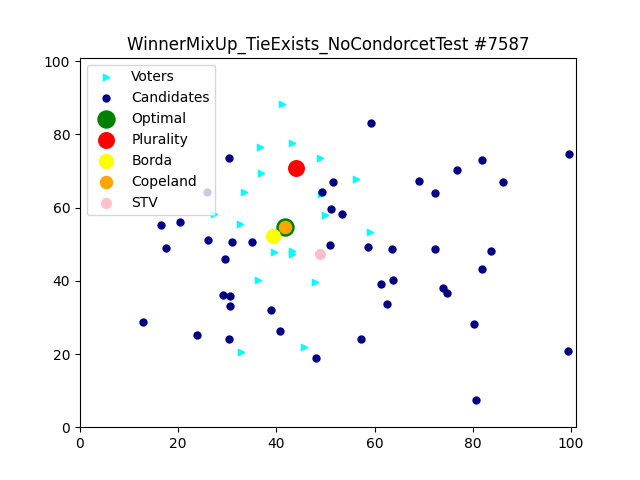 WinnerMixUp_TieExists_NoCondorcetTest #7587
Voters
Candidates
Optimal
Plurality
Borda
Copeland
STV
100
80
60
40
20
0
0 20 40 60 80 100